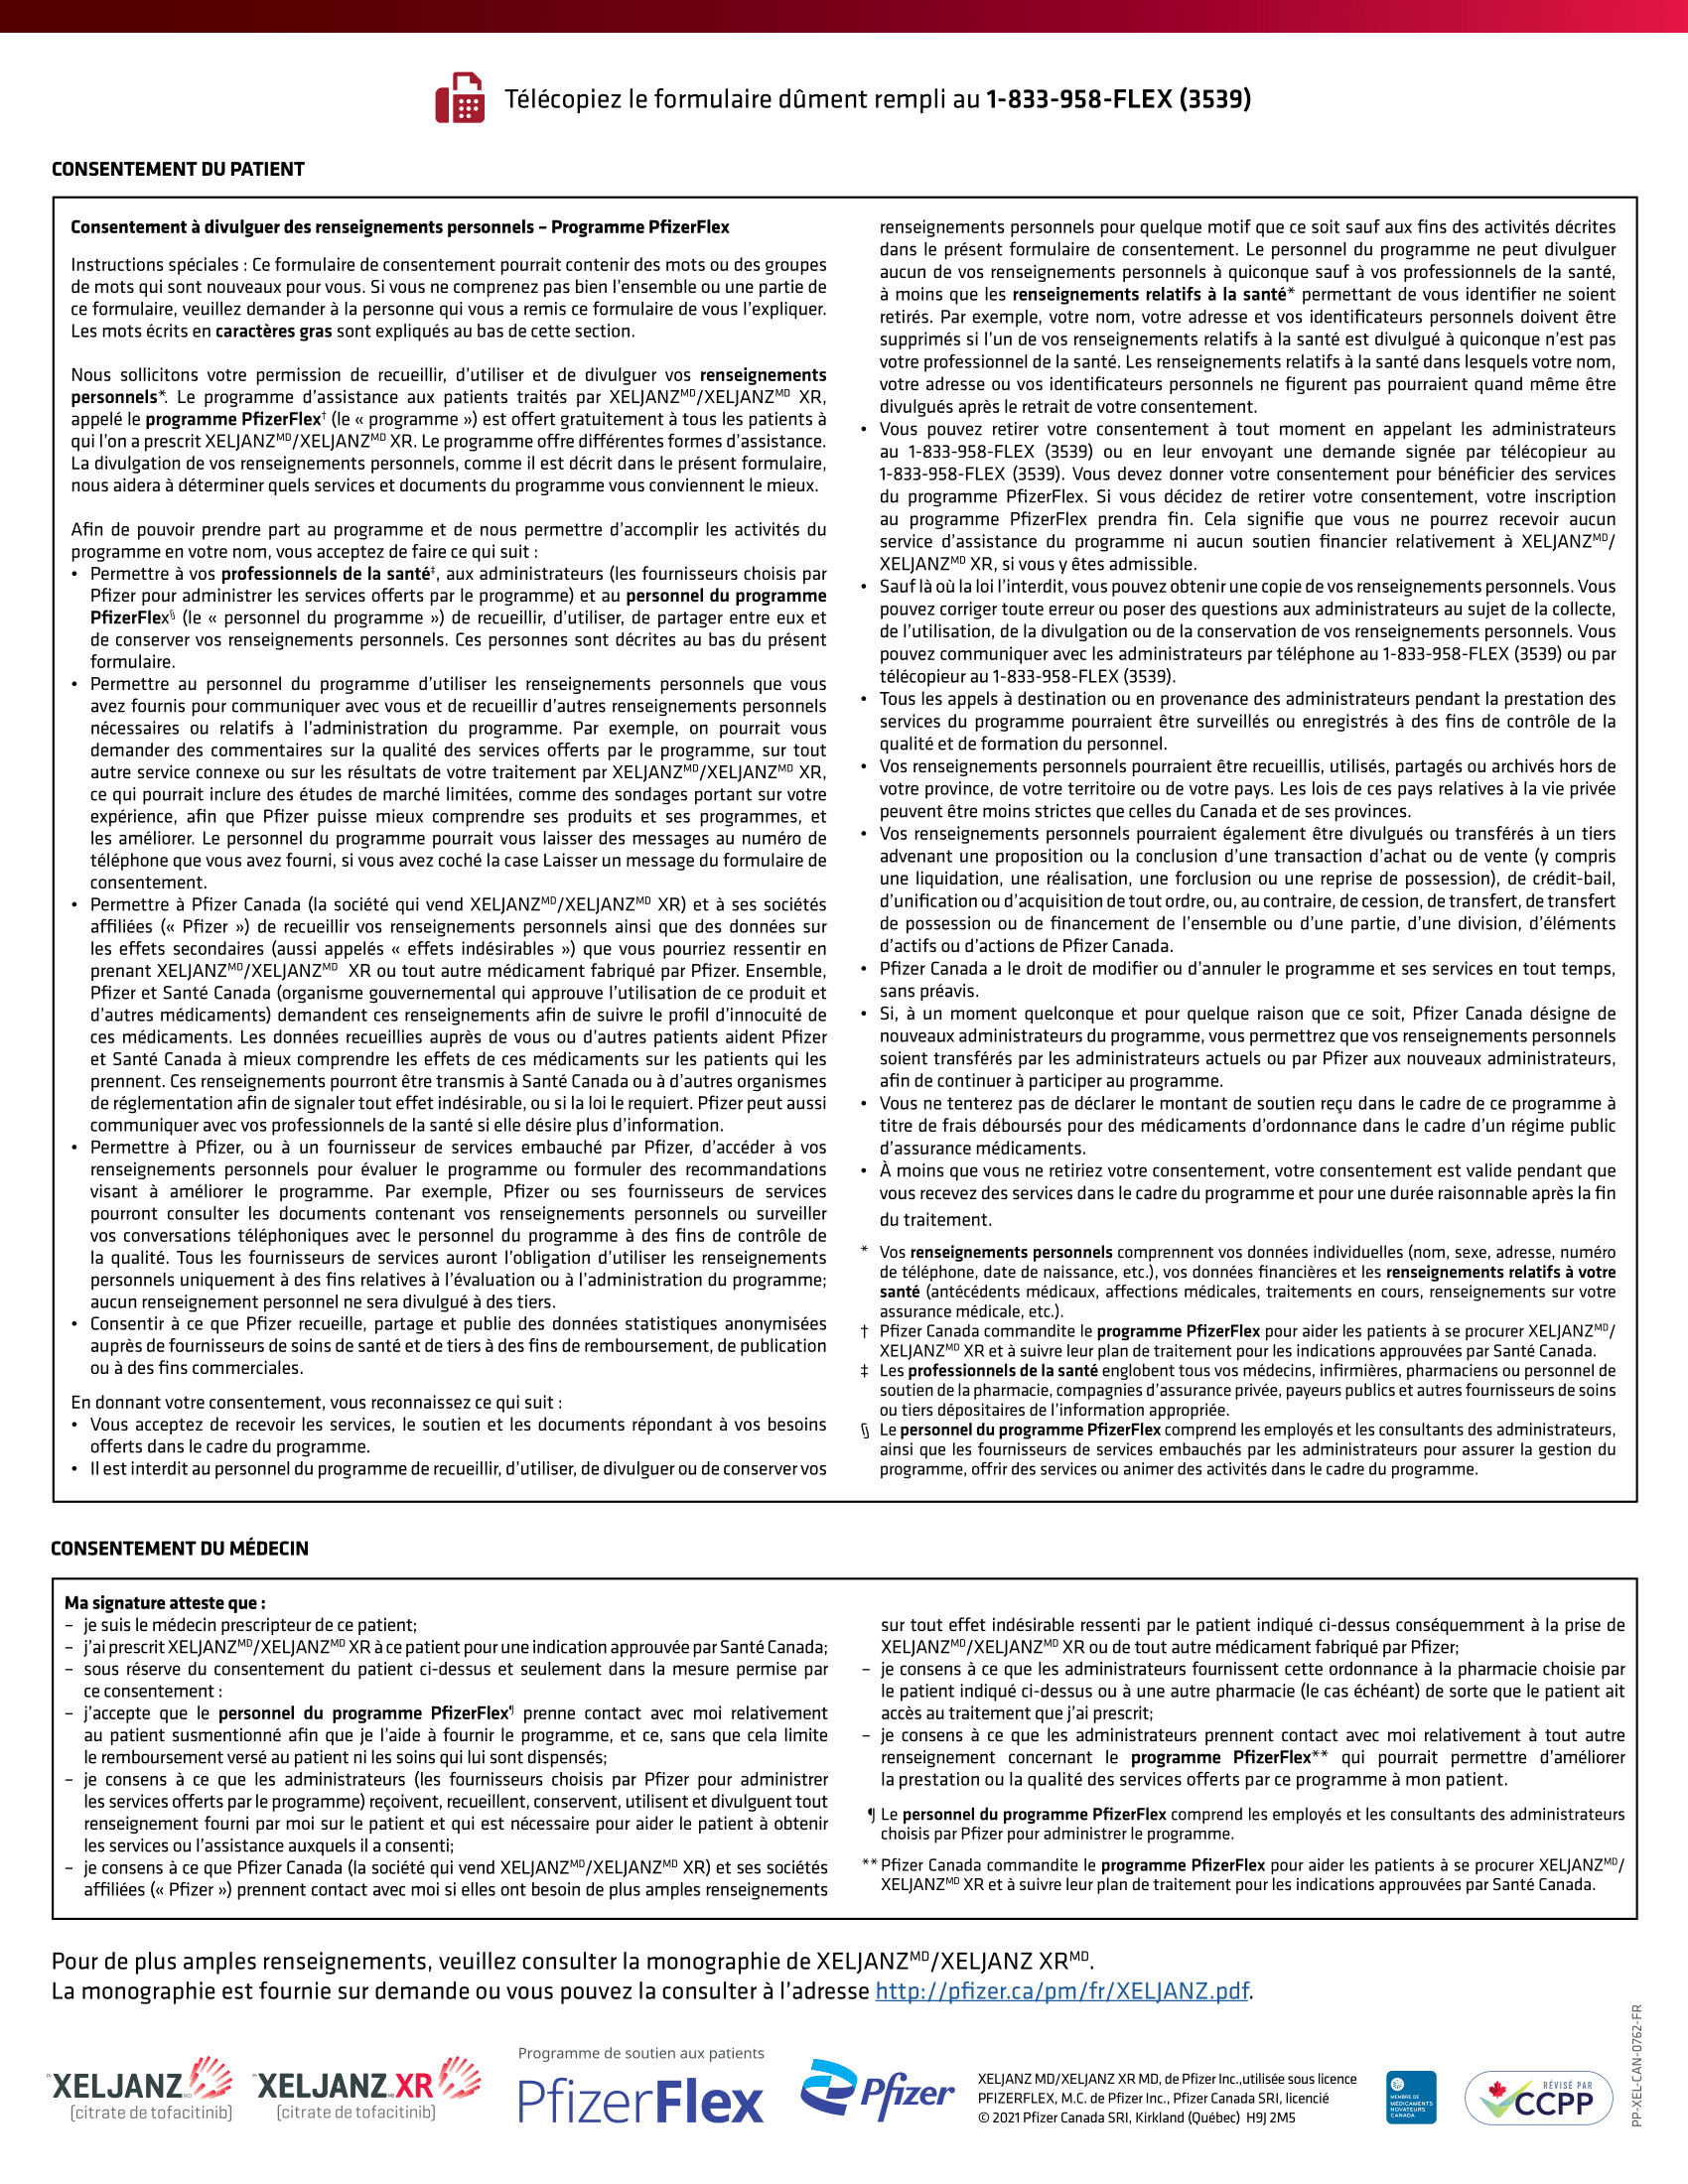 Télécopiez le formulaire dûment rempli au 1-833-958-FLEX (3539)
CONSENTEMENT DU PATIENT
Consentement à divulguer des renseignements personnels – Programme PfizerFlex
Instructions spéciales : Ce formulaire de consentement pourrait contenir des mots ou des groupes
de mots qui sont nouveaux pour vous. Si vous ne comprenez pas bien l’ensemble ou une partie de
ce formulaire, veuillez demander à la personne qui vous a remis ce formulaire de vous l’expliquer.
Les mots écrits en caractères gras sont expliqués au bas de cette section.
Nous sollicitons votre permission de recueillir, d’utiliser et de divulguer vos renseignements
personnels*. Le programme d’assistance aux patients traités par XELJANZMD/XELJANZMD XR,
appelé le programme PfizerFlex† (le « programme ») est offert gratuitement à tous les patients à
qui l’on a prescrit XELJANZMD/XELJANZMD XR. Le programme offre différentes formes d’assistance.
La divulgation de vos renseignements personnels, comme il est décrit dans le présent formulaire,
nous aidera à déterminer quels services et documents du programme vous conviennent le mieux.
Afin de pouvoir prendre part au programme et de nous permettre d’accomplir les activités du
programme en votre nom, vous acceptez de faire ce qui suit :
• Permettre à vos professionnels de la santé‡, aux administrateurs (les fournisseurs choisis par
Pfizer pour administrer les services offerts par le programme) et au personnel du programme
PfizerFlex§ (le « personnel du programme ») de recueillir, d’utiliser, de partager entre eux et
de conserver vos renseignements personnels. Ces personnes sont décrites au bas du présent
formulaire.
• Permettre au personnel du programme d’utiliser les renseignements personnels que vous
avez fournis pour communiquer avec vous et de recueillir d’autres renseignements personnels
nécessaires ou relatifs à l’administration du programme. Par exemple, on pourrait vous
demander des commentaires sur la qualité des services offerts par le programme, sur tout
autre service connexe ou sur les résultats de votre traitement par XELJANZMD/XELJANZMD XR,
ce qui pourrait inclure des études de marché limitées, comme des sondages portant sur votre
expérience, afin que Pfizer puisse mieux comprendre ses produits et ses programmes, et
les améliorer. Le personnel du programme pourrait vous laisser des messages au numéro de
téléphone que vous avez fourni, si vous avez coché la case Laisser un message du formulaire de
consentement.
• Permettre à Pfizer Canada (la société qui vend XELJANZMD/XELJANZMD XR) et à ses sociétés
affiliées (« Pfizer ») de recueillir vos renseignements personnels ainsi que des données sur
les effets secondaires (aussi appelés « effets indésirables ») que vous pourriez ressentir en
prenant XELJANZMD/XELJANZMD XR ou tout autre médicament fabriqué par Pfizer. Ensemble,
Pfizer et Santé Canada (organisme gouvernemental qui approuve l’utilisation de ce produit et
d’autres médicaments) demandent ces renseignements afin de suivre le profil d’innocuité de
ces médicaments. Les données recueillies auprès de vous ou d’autres patients aident Pfizer
et Santé Canada à mieux comprendre les effets de ces médicaments sur les patients qui les
prennent. Ces renseignements pourront être transmis à Santé Canada ou à d’autres organismes
de réglementation afin de signaler tout effet indésirable, ou si la loi le requiert. Pfizer peut aussi
communiquer avec vos professionnels de la santé si elle désire plus d’information.
• Permettre à Pfizer, ou à un fournisseur de services embauché par Pfizer, d’accéder à vos
renseignements personnels pour évaluer le programme ou formuler des recommandations
visant à améliorer le programme. Par exemple, Pfizer ou ses fournisseurs de services
pourront consulter les documents contenant vos renseignements personnels ou surveiller
vos conversations téléphoniques avec le personnel du programme à des fins de contrôle de
la qualité. Tous les fournisseurs de services auront l’obligation d’utiliser les renseignements
personnels uniquement à des fins relatives à l’évaluation ou à l’administration du programme;
aucun renseignement personnel ne sera divulgué à des tiers.
• Consentir à ce que Pfizer recueille, partage et publie des données statistiques anonymisées
auprès de fournisseurs de soins de santé et de tiers à des fins de remboursement, de publication
ou à des fins commerciales.
En donnant votre consentement, vous reconnaissez ce qui suit :
• Vous acceptez de recevoir les services, le soutien et les documents répondant à vos besoins
offerts dans le cadre du programme.
• Il est interdit au personnel du programme de recueillir, d’utiliser, de divulguer ou de conserver vos
renseignements personnels pour quelque motif que ce soit sauf aux fins des activités décrites
dans le présent formulaire de consentement. Le personnel du programme ne peut divulguer
aucun de vos renseignements personnels à quiconque sauf à vos professionnels de la santé,
à moins que les renseignements relatifs à la santé* permettant de vous identifier ne soient
retirés. Par exemple, votre nom, votre adresse et vos identificateurs personnels doivent être
supprimés si l’un de vos renseignements relatifs à la santé est divulgué à quiconque n’est pas
votre professionnel de la santé. Les renseignements relatifs à la santé dans lesquels votre nom,
votre adresse ou vos identificateurs personnels ne figurent pas pourraient quand même être
divulgués après le retrait de votre consentement.
• Vous pouvez retirer votre consentement à tout moment en appelant les administrateurs
au 1-833-958-FLEX (3539) ou en leur envoyant une demande signée par télécopieur au
1-833-958-FLEX (3539). Vous devez donner votre consentement pour bénéficier des services
du programme PfizerFlex. Si vous décidez de retirer votre consentement, votre inscription
au programme PfizerFlex prendra fin. Cela signifie que vous ne pourrez recevoir aucun
service d’assistance du programme ni aucun soutien financier relativement à XELJANZMD/
XELJANZMD XR, si vous y êtes admissible.
• Sauf là où la loi l’interdit, vous pouvez obtenir une copie de vos renseignements personnels. Vous
pouvez corriger toute erreur ou poser des questions aux administrateurs au sujet de la collecte,
de l’utilisation, de la divulgation ou de la conservation de vos renseignements personnels. Vous
pouvez communiquer avec les administrateurs par téléphone au 1-833-958-FLEX (3539) ou par
télécopieur au 1-833-958-FLEX (3539).
• Tous les appels à destination ou en provenance des administrateurs pendant la prestation des
services du programme pourraient être surveillés ou enregistrés à des fins de contrôle de la
qualité et de formation du personnel.
• Vos renseignements personnels pourraient être recueillis, utilisés, partagés ou archivés hors de
votre province, de votre territoire ou de votre pays. Les lois de ces pays relatives à la vie privée
peuvent être moins strictes que celles du Canada et de ses provinces.
• Vos renseignements personnels pourraient également être divulgués ou transférés à un tiers
advenant une proposition ou la conclusion d’une transaction d’achat ou de vente (y compris
une liquidation, une réalisation, une forclusion ou une reprise de possession), de crédit-bail,
d’unification ou d’acquisition de tout ordre, ou, au contraire, de cession, de transfert, de transfert
de possession ou de financement de l’ensemble ou d’une partie, d’une division, d’éléments
d’actifs ou d’actions de Pfizer Canada.
• Pfizer Canada a le droit de modifier ou d’annuler le programme et ses services en tout temps,
sans préavis.
• Si, à un moment quelconque et pour quelque raison que ce soit, Pfizer Canada désigne de
nouveaux administrateurs du programme, vous permettrez que vos renseignements personnels
soient transférés par les administrateurs actuels ou par Pfizer aux nouveaux administrateurs,
afin de continuer à participer au programme.
• Vous ne tenterez pas de déclarer le montant de soutien reçu dans le cadre de ce programme à
titre de frais déboursés pour des médicaments d’ordonnance dans le cadre d’un régime public
d’assurance médicaments.
• À moins que vous ne retiriez votre consentement, votre consentement est valide pendant que
vous recevez des services dans le cadre du programme et pour une durée raisonnable après la fin
du traitement.
* Vos renseignements personnels comprennent vos données individuelles (nom, sexe, adresse, numéro
de téléphone, date de naissance, etc.), vos données financières et les renseignements relatifs à votre
santé (antécédents médicaux, affections médicales, traitements en cours, renseignements sur votre
assurance médicale, etc.).
† Pfizer Canada commandite le programme PfizerFlex pour aider les patients à se procurer XELJANZMD/
XELJANZMD XR et à suivre leur plan de traitement pour les indications approuvées par Santé Canada.
‡ Les professionnels de la santé englobent tous vos médecins, infirmières, pharmaciens ou personnel de
soutien de la pharmacie, compagnies d’assurance privée, payeurs publics et autres fournisseurs de soins
ou tiers dépositaires de l’information appropriée.
§ Le personnel du programme PfizerFlex comprend les employés et les consultants des administrateurs,
ainsi que les fournisseurs de services embauchés par les administrateurs pour assurer la gestion du
programme, offrir des services ou animer des activités dans le cadre du programme.
CONSENTEMENT DU MÉDECIN
Ma signature atteste que :
– je suis le médecin prescripteur de ce patient;
– j’ai prescrit XELJANZMD/XELJANZMD XR à ce patient pour une indication approuvée par Santé Canada;
– sous réserve du consentement du patient ci-dessus et seulement dans la mesure permise par
ce consentement :
– j’accepte que le personnel du programme PfizerFlex¶ prenne contact avec moi relativement
au patient susmentionné afin que je l’aide à fournir le programme, et ce, sans que cela limite
le remboursement versé au patient ni les soins qui lui sont dispensés;
– je consens à ce que les administrateurs (les fournisseurs choisis par Pfizer pour administrer
les services offerts par le programme) reçoivent, recueillent, conservent, utilisent et divulguent tout
renseignement fourni par moi sur le patient et qui est nécessaire pour aider le patient à obtenir
les services ou l’assistance auxquels il a consenti;
– je consens à ce que Pfizer Canada (la société qui vend XELJANZMD/XELJANZMD XR) et ses sociétés
affiliées (« Pfizer ») prennent contact avec moi si elles ont besoin de plus amples renseignements
sur tout effet indésirable ressenti par le patient indiqué ci-dessus conséquemment à la prise de
XELJANZMD/XELJANZMD XR ou de tout autre médicament fabriqué par Pfizer;
– je consens à ce que les administrateurs fournissent cette ordonnance à la pharmacie choisie par
le patient indiqué ci-dessus ou à une autre pharmacie (le cas échéant) de sorte que le patient ait
accès au traitement que j’ai prescrit;
– je consens à ce que les administrateurs prennent contact avec moi relativement à tout autre
renseignement concernant le programme PfizerFlex** qui pourrait permettre d’améliorer
la prestation ou la qualité des services offerts par ce programme à mon patient.
¶ Le personnel du programme PfizerFlex comprend les employés et les consultants des administrateurs
choisis par Pfizer pour administrer le programme.
** Pfizer Canada commandite le programme PfizerFlex pour aider les patients à se procurer XELJANZMD/
XELJANZMD XR et à suivre leur plan de traitement pour les indications approuvées par Santé Canada.
Pour de plus amples renseignements, veuillez consulter la monographie de XELJANZMD/XELJANZ XRMD.
La monographie est fournie sur demande ou vous pouvez la consulter à l’adresse http://pfizer.ca/pm/fr/XELJANZ.pdf.
XELJANZ MD
(citrate de tofacitinib)
XELJANZ MD XR
(citrate de tofacitinib)
Programme de soutien aux patients
PfizerFlex
Pfizer
XELJANZ MD/XELJANZ XR MD, de Pfizer Inc.,utilisée sous licence
PFIZERFLEX, M.C. de Pfizer Inc., Pfizer Canada SRI, licencié
© 2021 Pfizer Canada SRI, Kirkland (Québec) H9J 2M5
MEMBRE DE
MÉDICAMENTS
NOVATEURS
CANADA
RÉVISÉ PAR
CCPP
PP-XEL-CAN-0762-FR